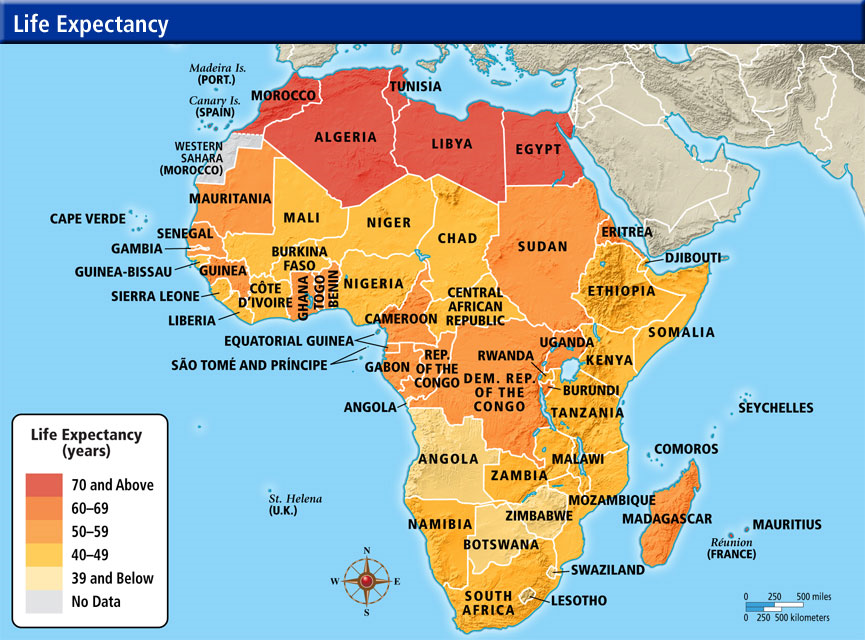 Life Expectancy
Madeira Is.
(PORT.)
Canary Is.
(SPAIN)
WESTERN
SAHARA
(MOROCCO)
MOROCCO
TUNISIA
ALGERIA
LIBYA
EGYPT
MAURITANIA
MALI
NIGER
CHAD
SUDAN
ERITREA
DJIBOUTI
CAPE VERDE
SENEGAL
GAMBIA
GUINEA-BISSAU
GUINEA
SIERRA LEONE
LIBERIA
CÔTE
D'IVOIRE
BURKINA
FASO
GHANA
TOGO
BENIN
NIGERIA
CAMEROON
CENTRAL
AFRICAN
REPUBLIC
ETHIOPIA
SOMALIA
EQUATORIAL GUINEA
SÃO TOMÉ AND PRÍNCIPE
GABON
REP.
OF THE
CONGO
DEM. REP.
OF THE
CONGO
UGANDA
RWANDA
KENYA
BURUNDI
TANZANIA
ANGOLA
ANGOLA
ZAMBIA
MALAWI
MOZAMBIQUE
ZIMBABWE
NAMIBIA
BOTSWANA
SOUTH
AFRICA
SWAZILAND
LESOTHO
SEYCHELLES
COMOROS
MADAGASCAR
MAURITIUS
Réunion
(FRANCE)
St. Helena
(U.K.)
Life Expectancy
(years)
70 and Above
60–69
50–59
40–49
39 and Below
No Data
N
W E
S
0 250 500 miles
0 250 500 kilometers